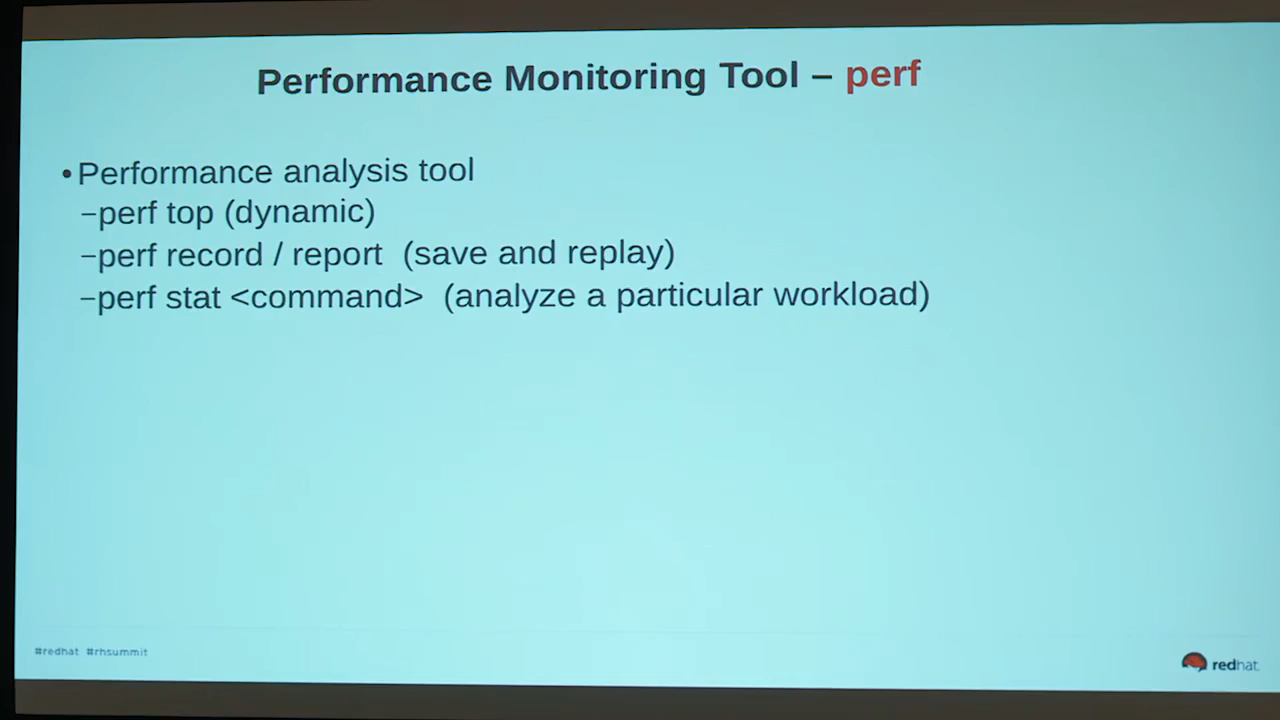 Performance Monitoring Tool – perf
• Performance analysis tool
–perf top (dynamic)
–perf record / report (save and replay)
–perf stat <command> (analyze a particular workload)
#redhat #rhsummit
redhat